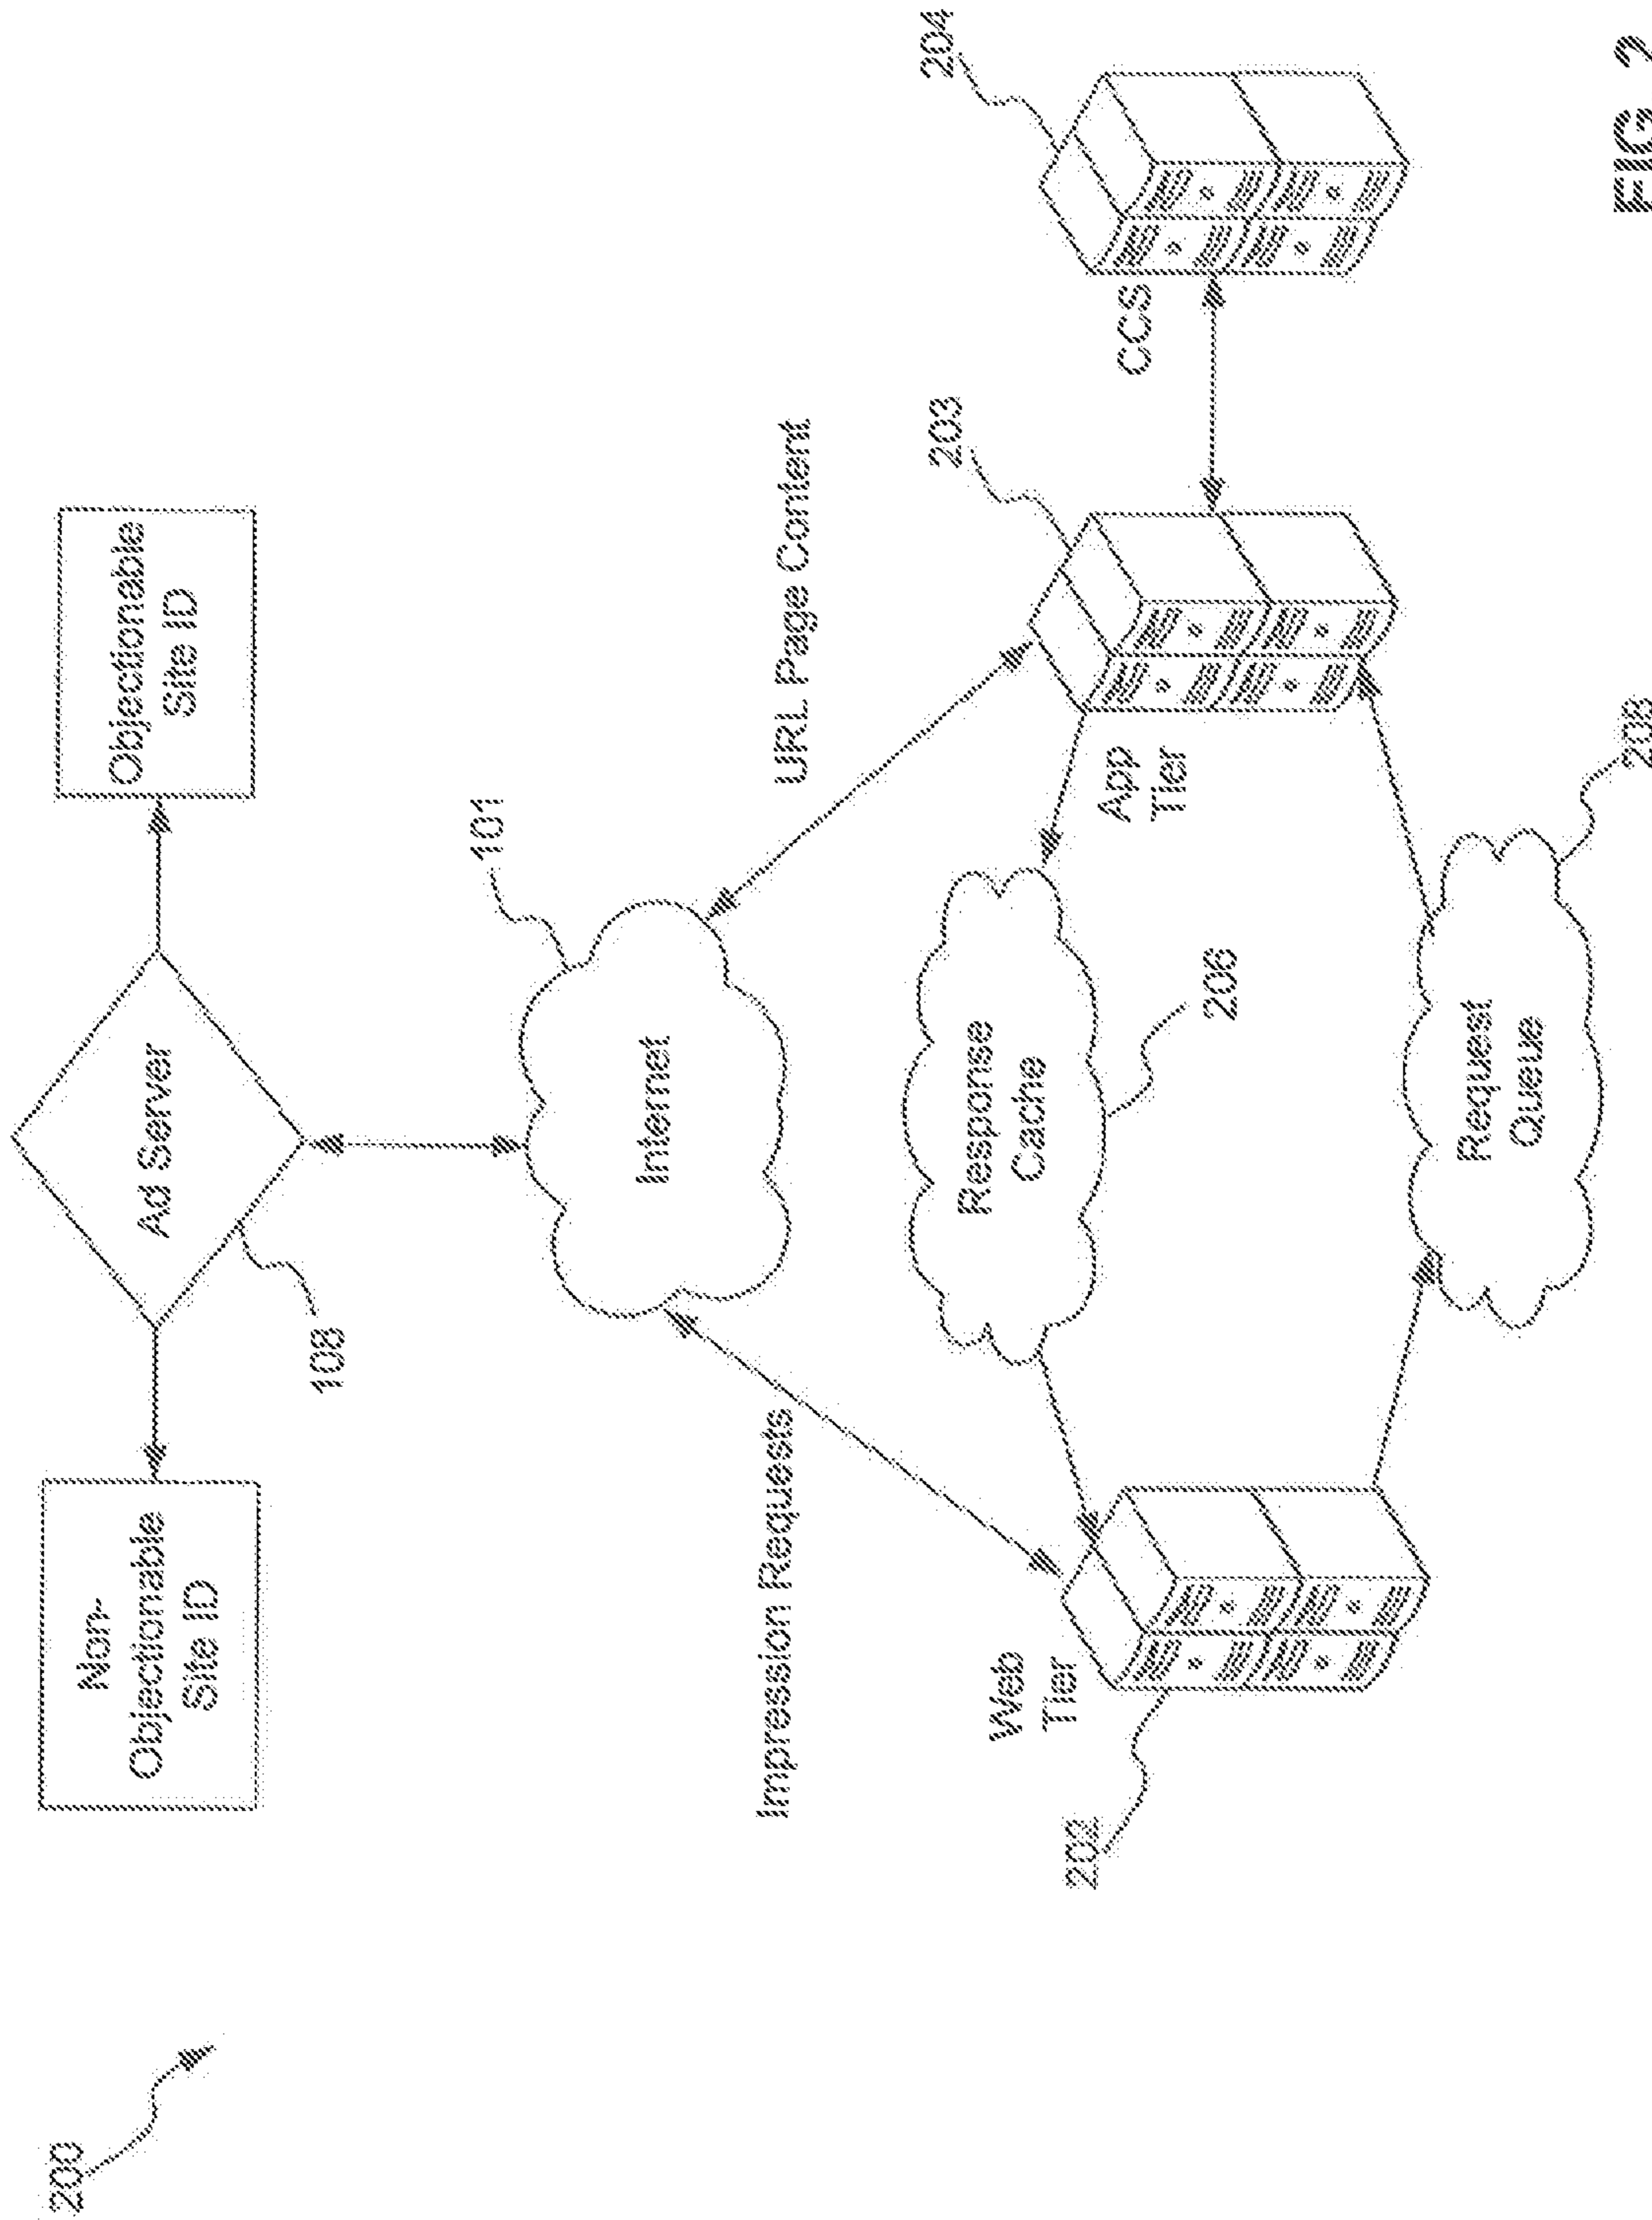 200
Non-
Objectionable
Site ID
Ad Server
108
Objectionable
Site ID
101
Internet
Impression Requests
URL Page Content
204
203
Response
Cache
206
Web
Tier
202
App
Tier
CCS
Request
Queue
208
FIG. 2